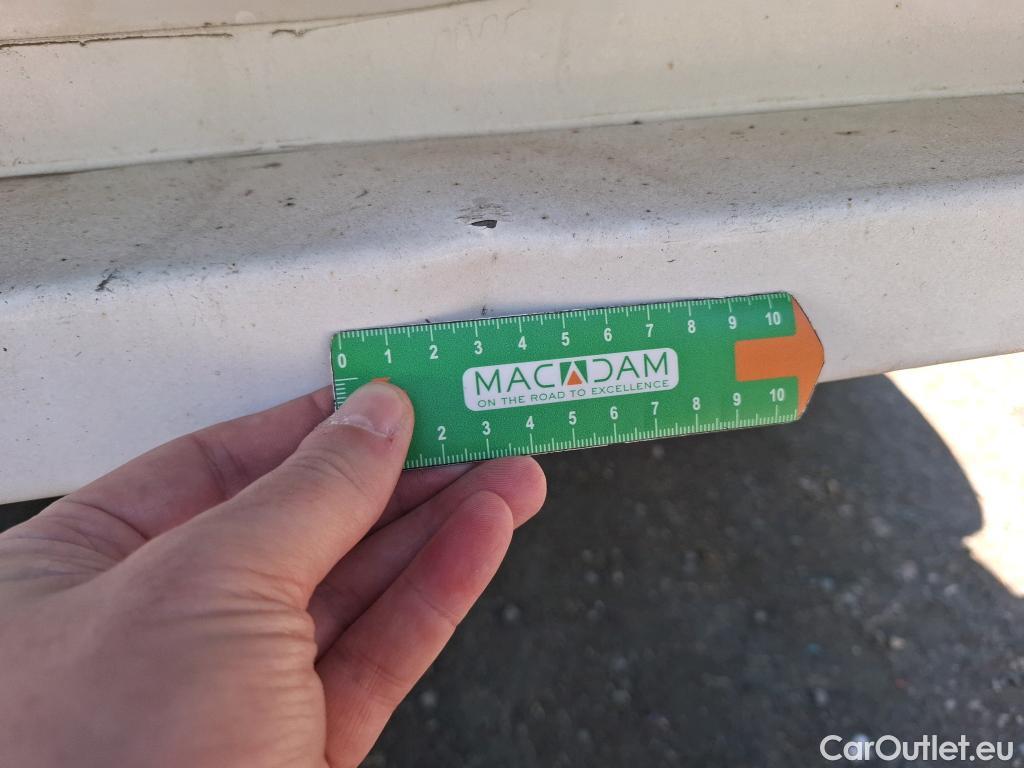 0 1 2 3 4 5 6 7 8 9 10
MACADAM
ON THE ROAD TO EXCELLENCE
2 3 4 5 6 7 8 9 10
CarOutlet.eu